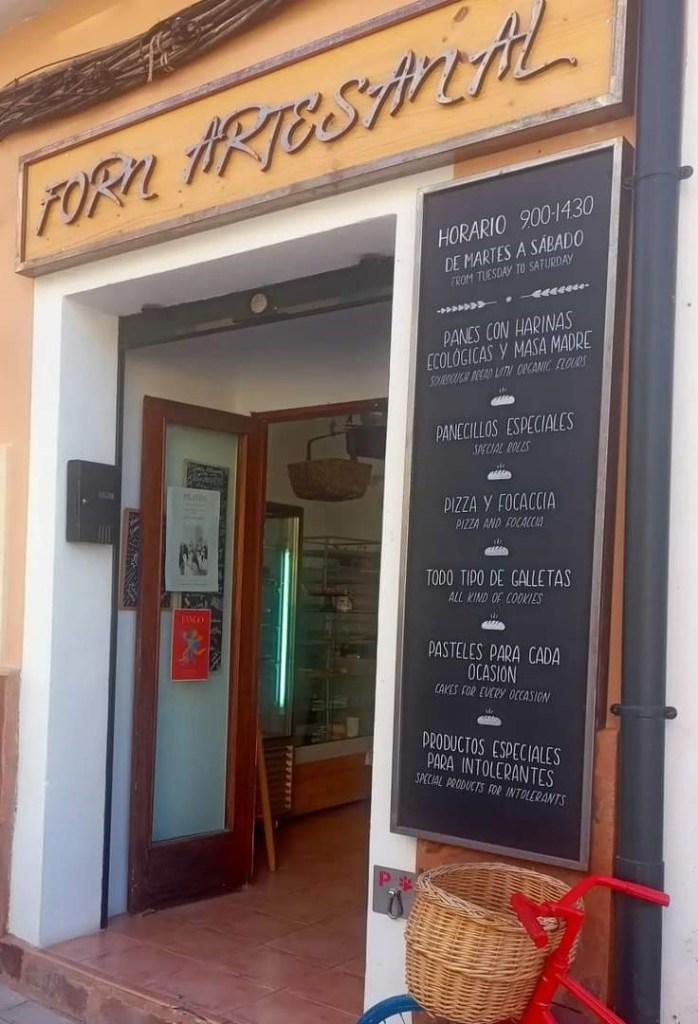 FORN ARTESANAL
HORARIO 9.00-14.30
DE MARTES A SÁBADO
FROM TUESDAY TO SATURDAY
PANES CON HARINAS
ECOLÓGICAS Y MASA MADRE
SOURDOUGH BREAD WITH ORGANIC FLOURS
PANECILLOS ESPECIALES
SPECIAL ROLLS
PIZZA Y FOCACCIA
PIZZA AND FOCACCIA
TODO TIPO DE GALLETAS
ALL KIND OF COOKIES
PASTELES PARA CADA
OCASIÓN
CAKES FOR EVERY OCCASION
PRODUCTOS ESPECIALES
PARA INTOLERANTES
SPECIAL PRODUCTS FOR INTOLERANTS
PILATES
TANGO
P